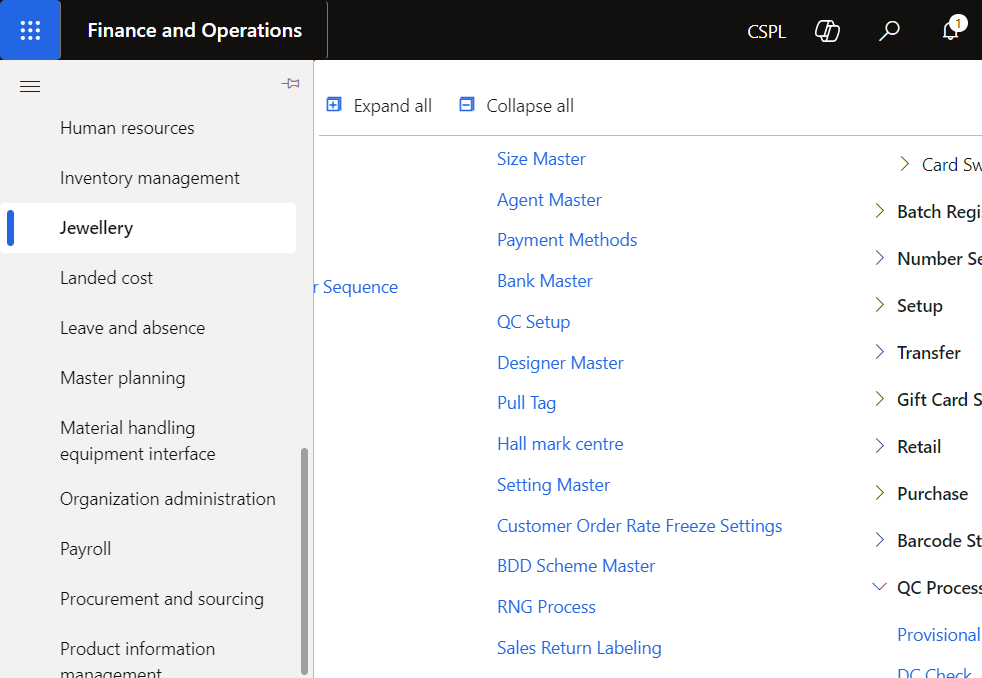 Finance and Operations
CSPL
1
Human resources
Inventory management
Jewellery
Landed cost
Leave and absence
Master planning
Material handling
equipment interface
Organization administration
Payroll
Procurement and sourcing
Product information
management
Expand all
Collapse all
r Sequence
Size Master
Agent Master
Payment Methods
Bank Master
QC Setup
Designer Master
Pull Tag
Hall mark centre
Setting Master
Customer Order Rate Freeze Settings
BDD Scheme Master
RNG Process
Sales Return Labeling
Card Sw
Batch Regi
Number Se
Setup
Transfer
Gift Card S
Retail
Purchase
Barcode St
QC Process
Provisional